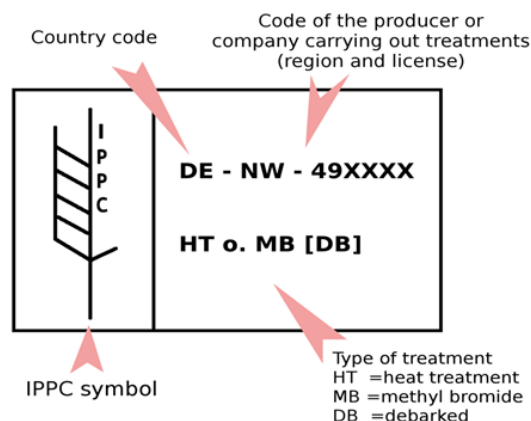 Code of the producer or
Country code
company carrying out treatments
(region and license)
IPPC
DE - NW - 49XXXX
HT o. MB [DB]
Type of treatment
HT =heat treatment
IPPC symbol
MB =methyl bromide
DB =debarked